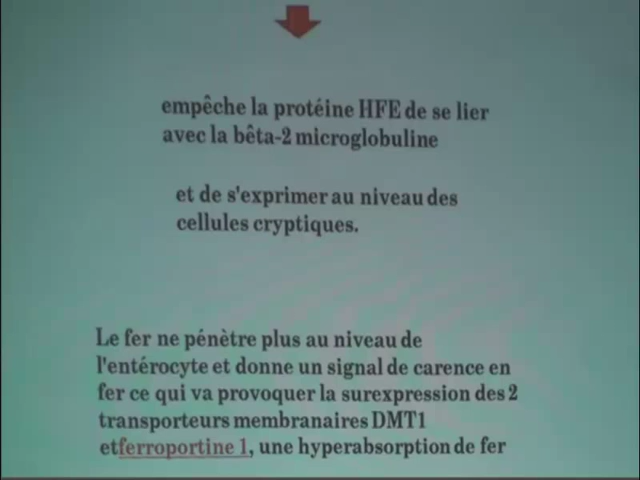 empêche la protéine HFE de se lier
avec la bêta-2 microglobuline
et de s'exprimer au niveau des
cellules cryptiques.
Le fer ne pénètre plus au niveau de
l'entérocyte et donne un signal de carence en
fer ce qui va provoquer la surexpression des 2
transporteurs membranaires DMT1
etferroportine 1, une hyperabsorption de fer